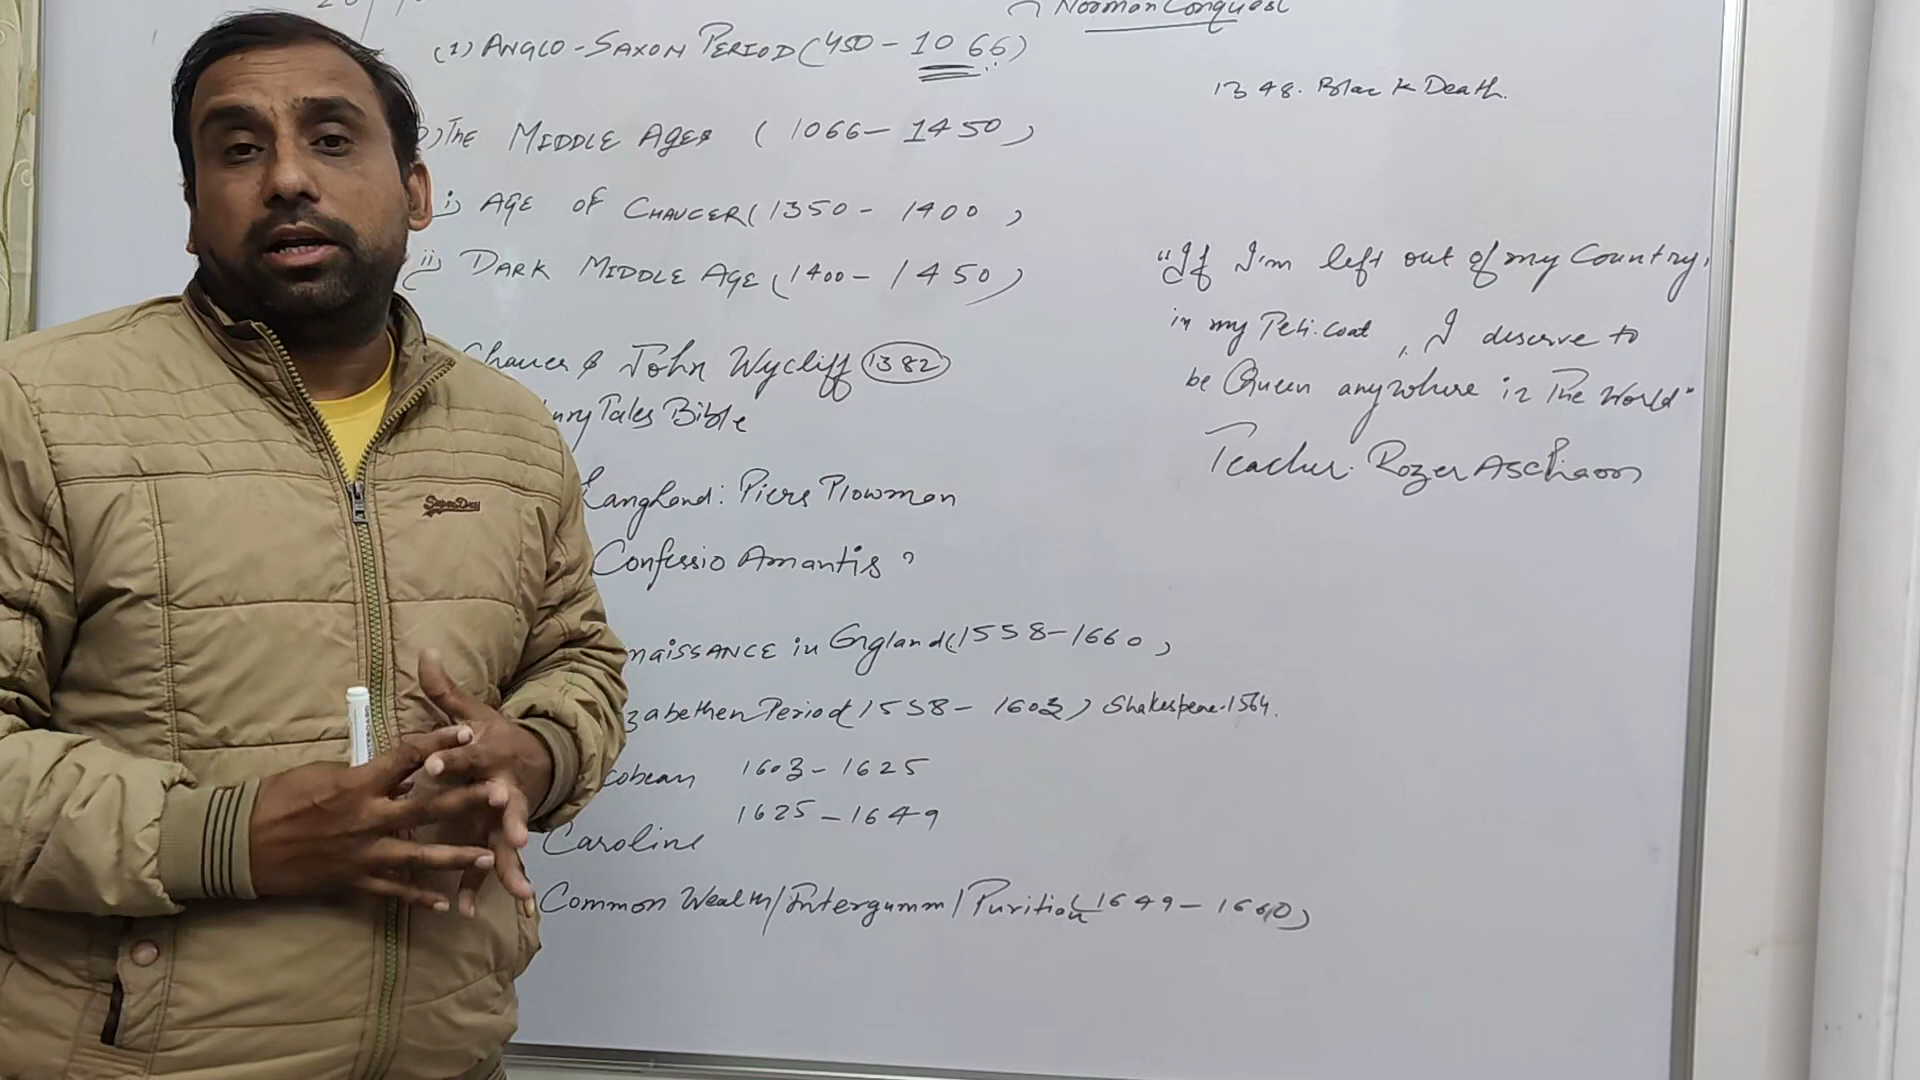 Norman Conquest
(1) ANGLO-SAXON PERIOD (450-1066)
1348. Black Death.
) The MIDDLE AGES (1066-1450)
i) AGE OF CHAUCER (1350-1400)
ii) DARK MIDDLE AGE (1400-1450)
"If I'm left out of my Country,
in my Peti.coat, I deserve to
be Queen anywhere in The World"
Teacher: Rozer Ascham
Chaucer & John Wycliff 1382
bury Tales Bible
Langland: Piers Plowman
Confessio Amantis
naissance in England (1558-1660)
zabethen Period (1558-1603) Shakespeare-1564.
cobean 1603-1625
Caroline 1625-1649
Common Wealth/Intergumm/Puritian (1649-1660)
SuperDry